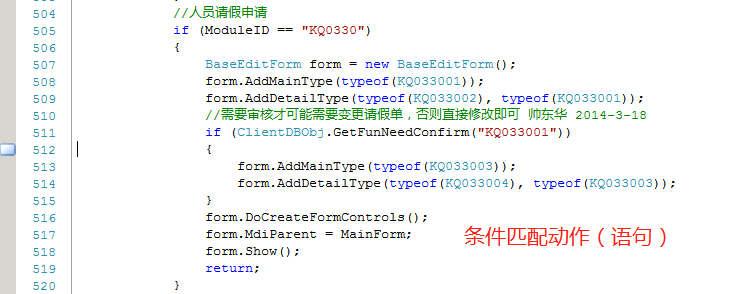 504 //人员请假申请
505 if (ModuleID == "KQ0330")
506 {
507 BaseEditForm form = new BaseEditForm();
508 form.AddMainType(typeof(KQ033001));
509 form.AddDetailType(typeof(KQ033002), typeof(KQ033001));
510 //需要审核才可能需要变更请假单，否则直接修改即可 帅东华 2014-3-18
511 if (ClientDBObj.GetFunNeedConfirm("KQ033001"))
512 {
513 form.AddMainType(typeof(KQ033003));
514 form.AddDetailType(typeof(KQ033004), typeof(KQ033003));
515 }
516 form.DoCreateFormControls();
517 form.MdiParent = MainForm;
条件匹配动作（语句）
518 form.Show();
519 return;
520 }